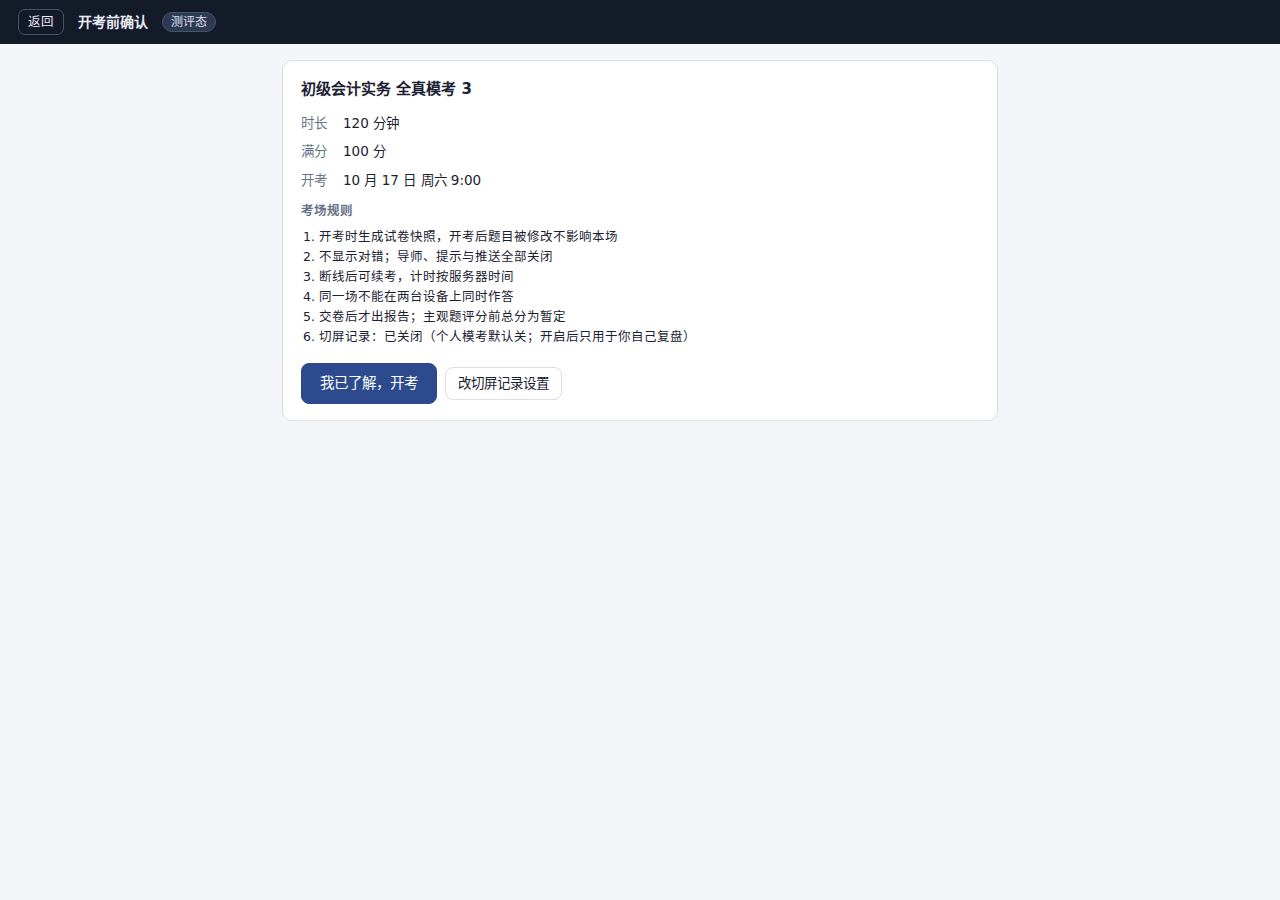 返回 开考前确认 测评态
初级会计实务 全真模考 3
时长 120 分钟
满分 100 分
开考 10 月 17 日 周六 9:00
考场规则
1. 开考时生成试卷快照，开考后题目被修改不影响本场
2. 不显示对错；导师、提示与推送全部关闭
3. 断线后可续考，计时按服务器时间
4. 同一场不能在两台设备上同时作答
5. 交卷后才出报告；主观题评分前总分为暂定
6. 切屏记录：已关闭（个人模考默认关；开启后只用于你自己复盘）
我已了解，开考 改切屏记录设置